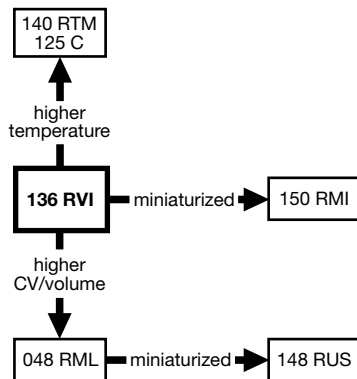 140 RTM
125 C
higher
temperature
136 RVI
miniaturized
150 RMI
higher
CV/volume
048 RML
miniaturized
148 RUS